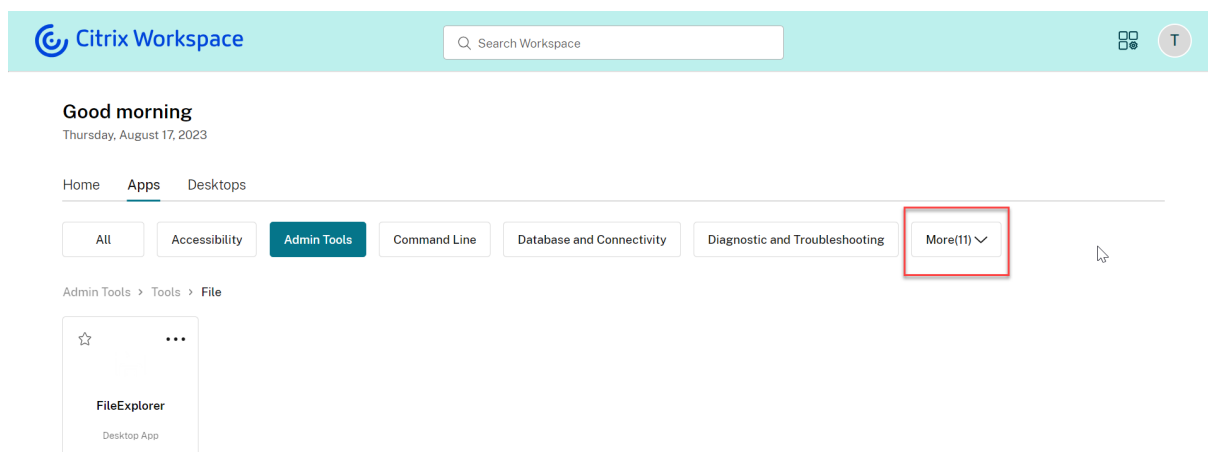 Citrix Workspace
Search Workspace
T
Good morning
Thursday, August 17, 2023
Home Apps Desktops
All Accessibility Admin Tools Command Line Database and Connectivity Diagnostic and Troubleshooting More(11)
Admin Tools > Tools > File
FileExplorer
Desktop App